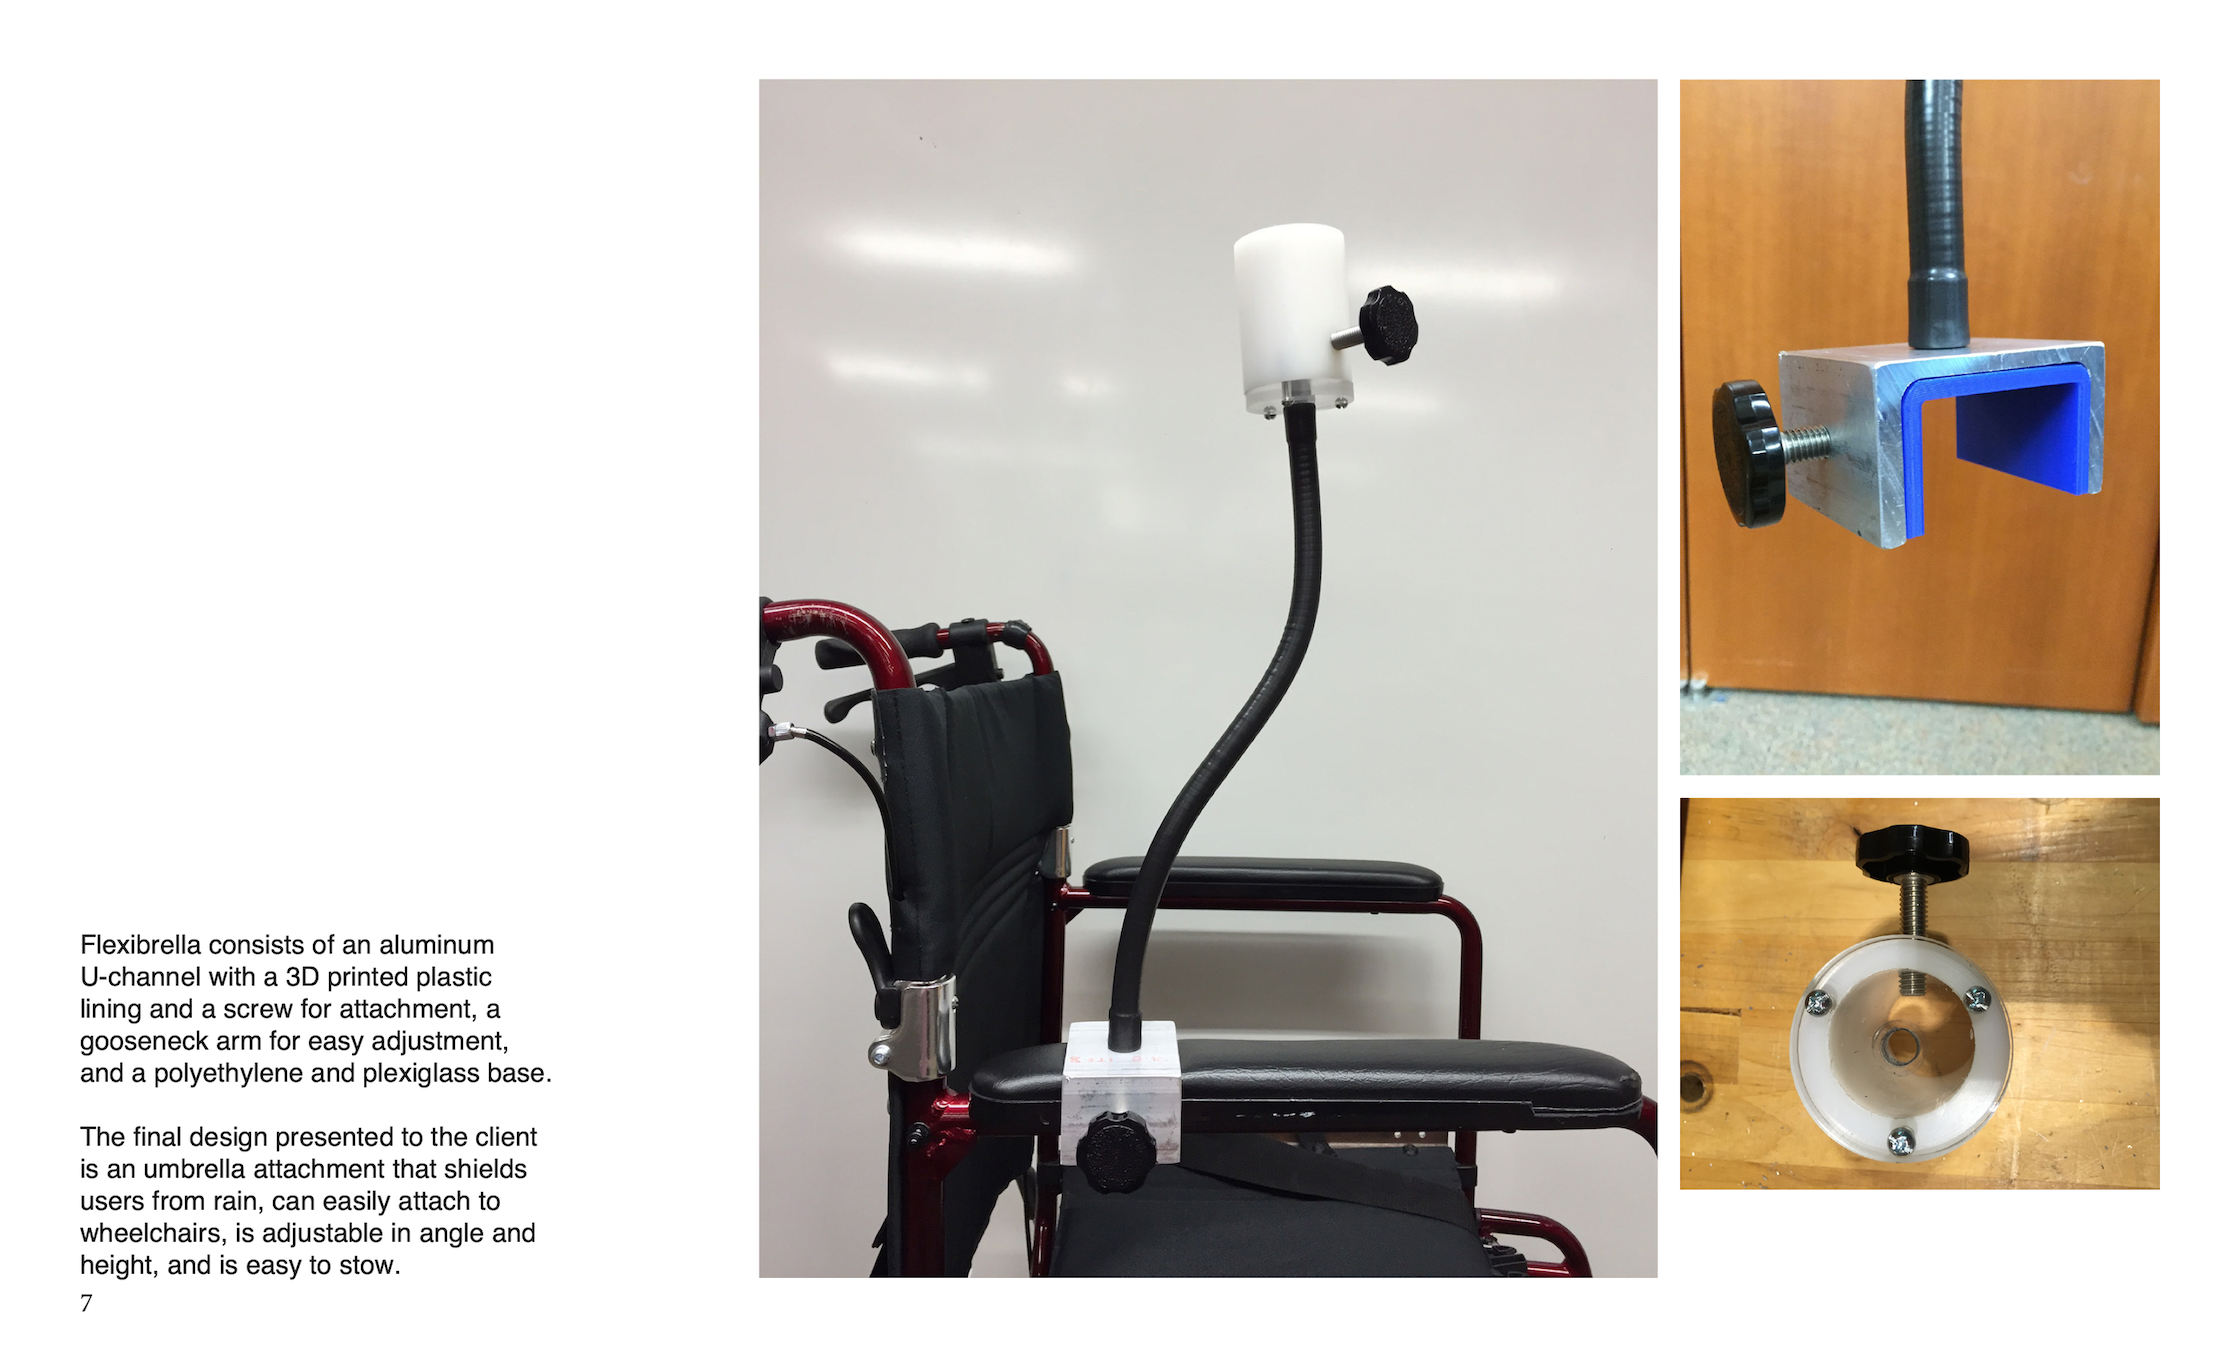 Flexibrella consists of an aluminum
U-channel with a 3D printed plastic
lining and a screw for attachment, a
gooseneck arm for easy adjustment,
and a polyethylene and plexiglass base.
The final design presented to the client
is an umbrella attachment that shields
users from rain, can easily attach to
wheelchairs, is adjustable in angle and
height, and is easy to stow.
7